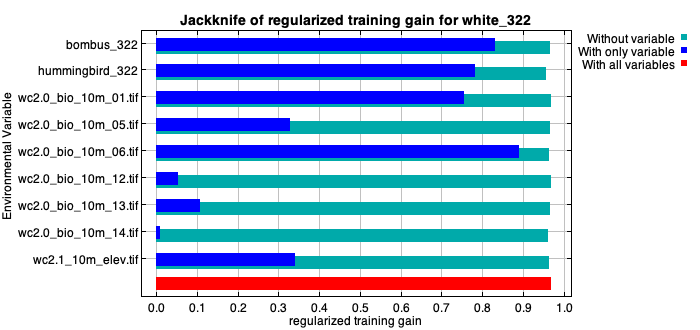 Jackknife of regularized training gain for white_322
Environmental Variable
bombus_322
hummingbird_322
wc2.0_bio_10m_01.tif
wc2.0_bio_10m_05.tif
wc2.0_bio_10m_06.tif
wc2.0_bio_10m_12.tif
wc2.0_bio_10m_13.tif
wc2.0_bio_10m_14.tif
wc2.1_10m_elev.tif
0.0 0.1 0.2 0.3 0.4 0.5 0.6 0.7 0.8 0.9 1.0
regularized training gain
Without variable
With only variable
With all variables